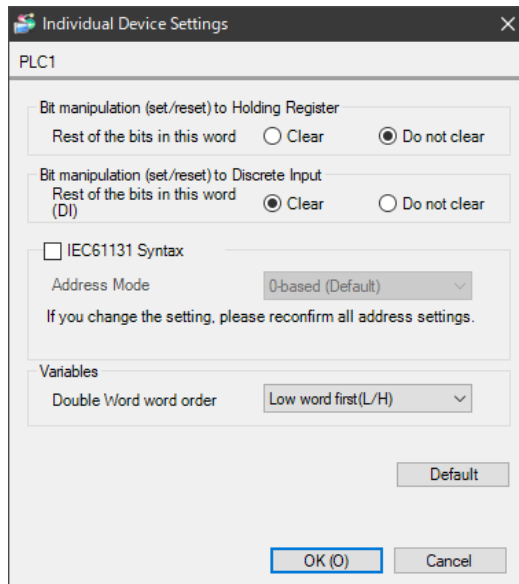 Individual Device Settings
PLC1
Bit manipulation (set/reset) to Holding Register
Rest of the bits in this word Clear Do not clear
Bit manipulation (set/reset) to Discrete Input
Rest of the bits in this word
(DI) Clear Do not clear
IEC61131 Syntax
Address Mode 0-based (Default)
If you change the setting, please reconfirm all address settings.
Variables
Double Word word order Low word first(L/H)
Default
OK (O) Cancel